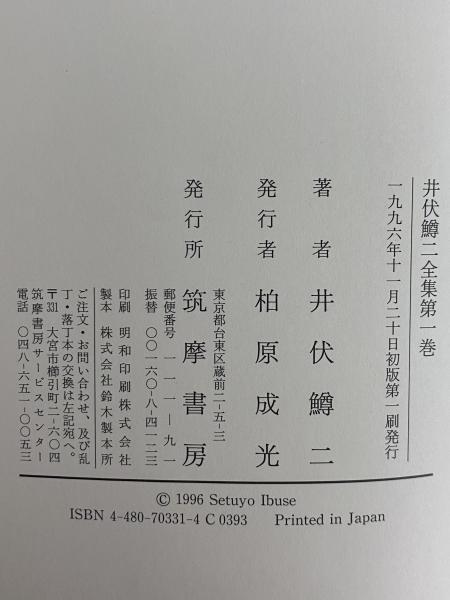 井伏鱒二全集第一巻
一九九六年十一月二十日初版第一刷発行
著者 井伏鱒二
発行者 柏原成光
発行所 筑摩書房
東京都台東区蔵前二-五-三
郵便番号 一一一―九一
振替 〇〇一六〇-八-四一二三
印刷 明和印刷株式会社
製本 株式会社鈴木製本所
ご注文・お問い合わせ、及び乱
丁・落丁本の交換は左記宛へ。
〒331 大宮市櫛引町二-六〇四
筑摩書房サービスセンター
電話 〇四八-六五一-〇〇五三
© 1996 Setuyo Ibuse
ISBN 4-480-70331-4 C 0393 Printed in Japan